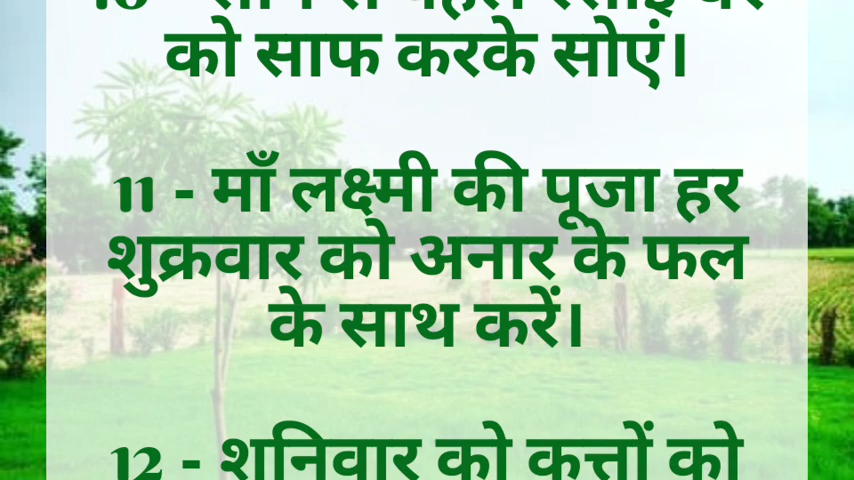 को साफ करके सोएं।
11 - माँ लक्ष्मी की पूजा हर
शुक्रवार को अनार के फल
के साथ करें।
12 - शनिवार को कुत्तों को